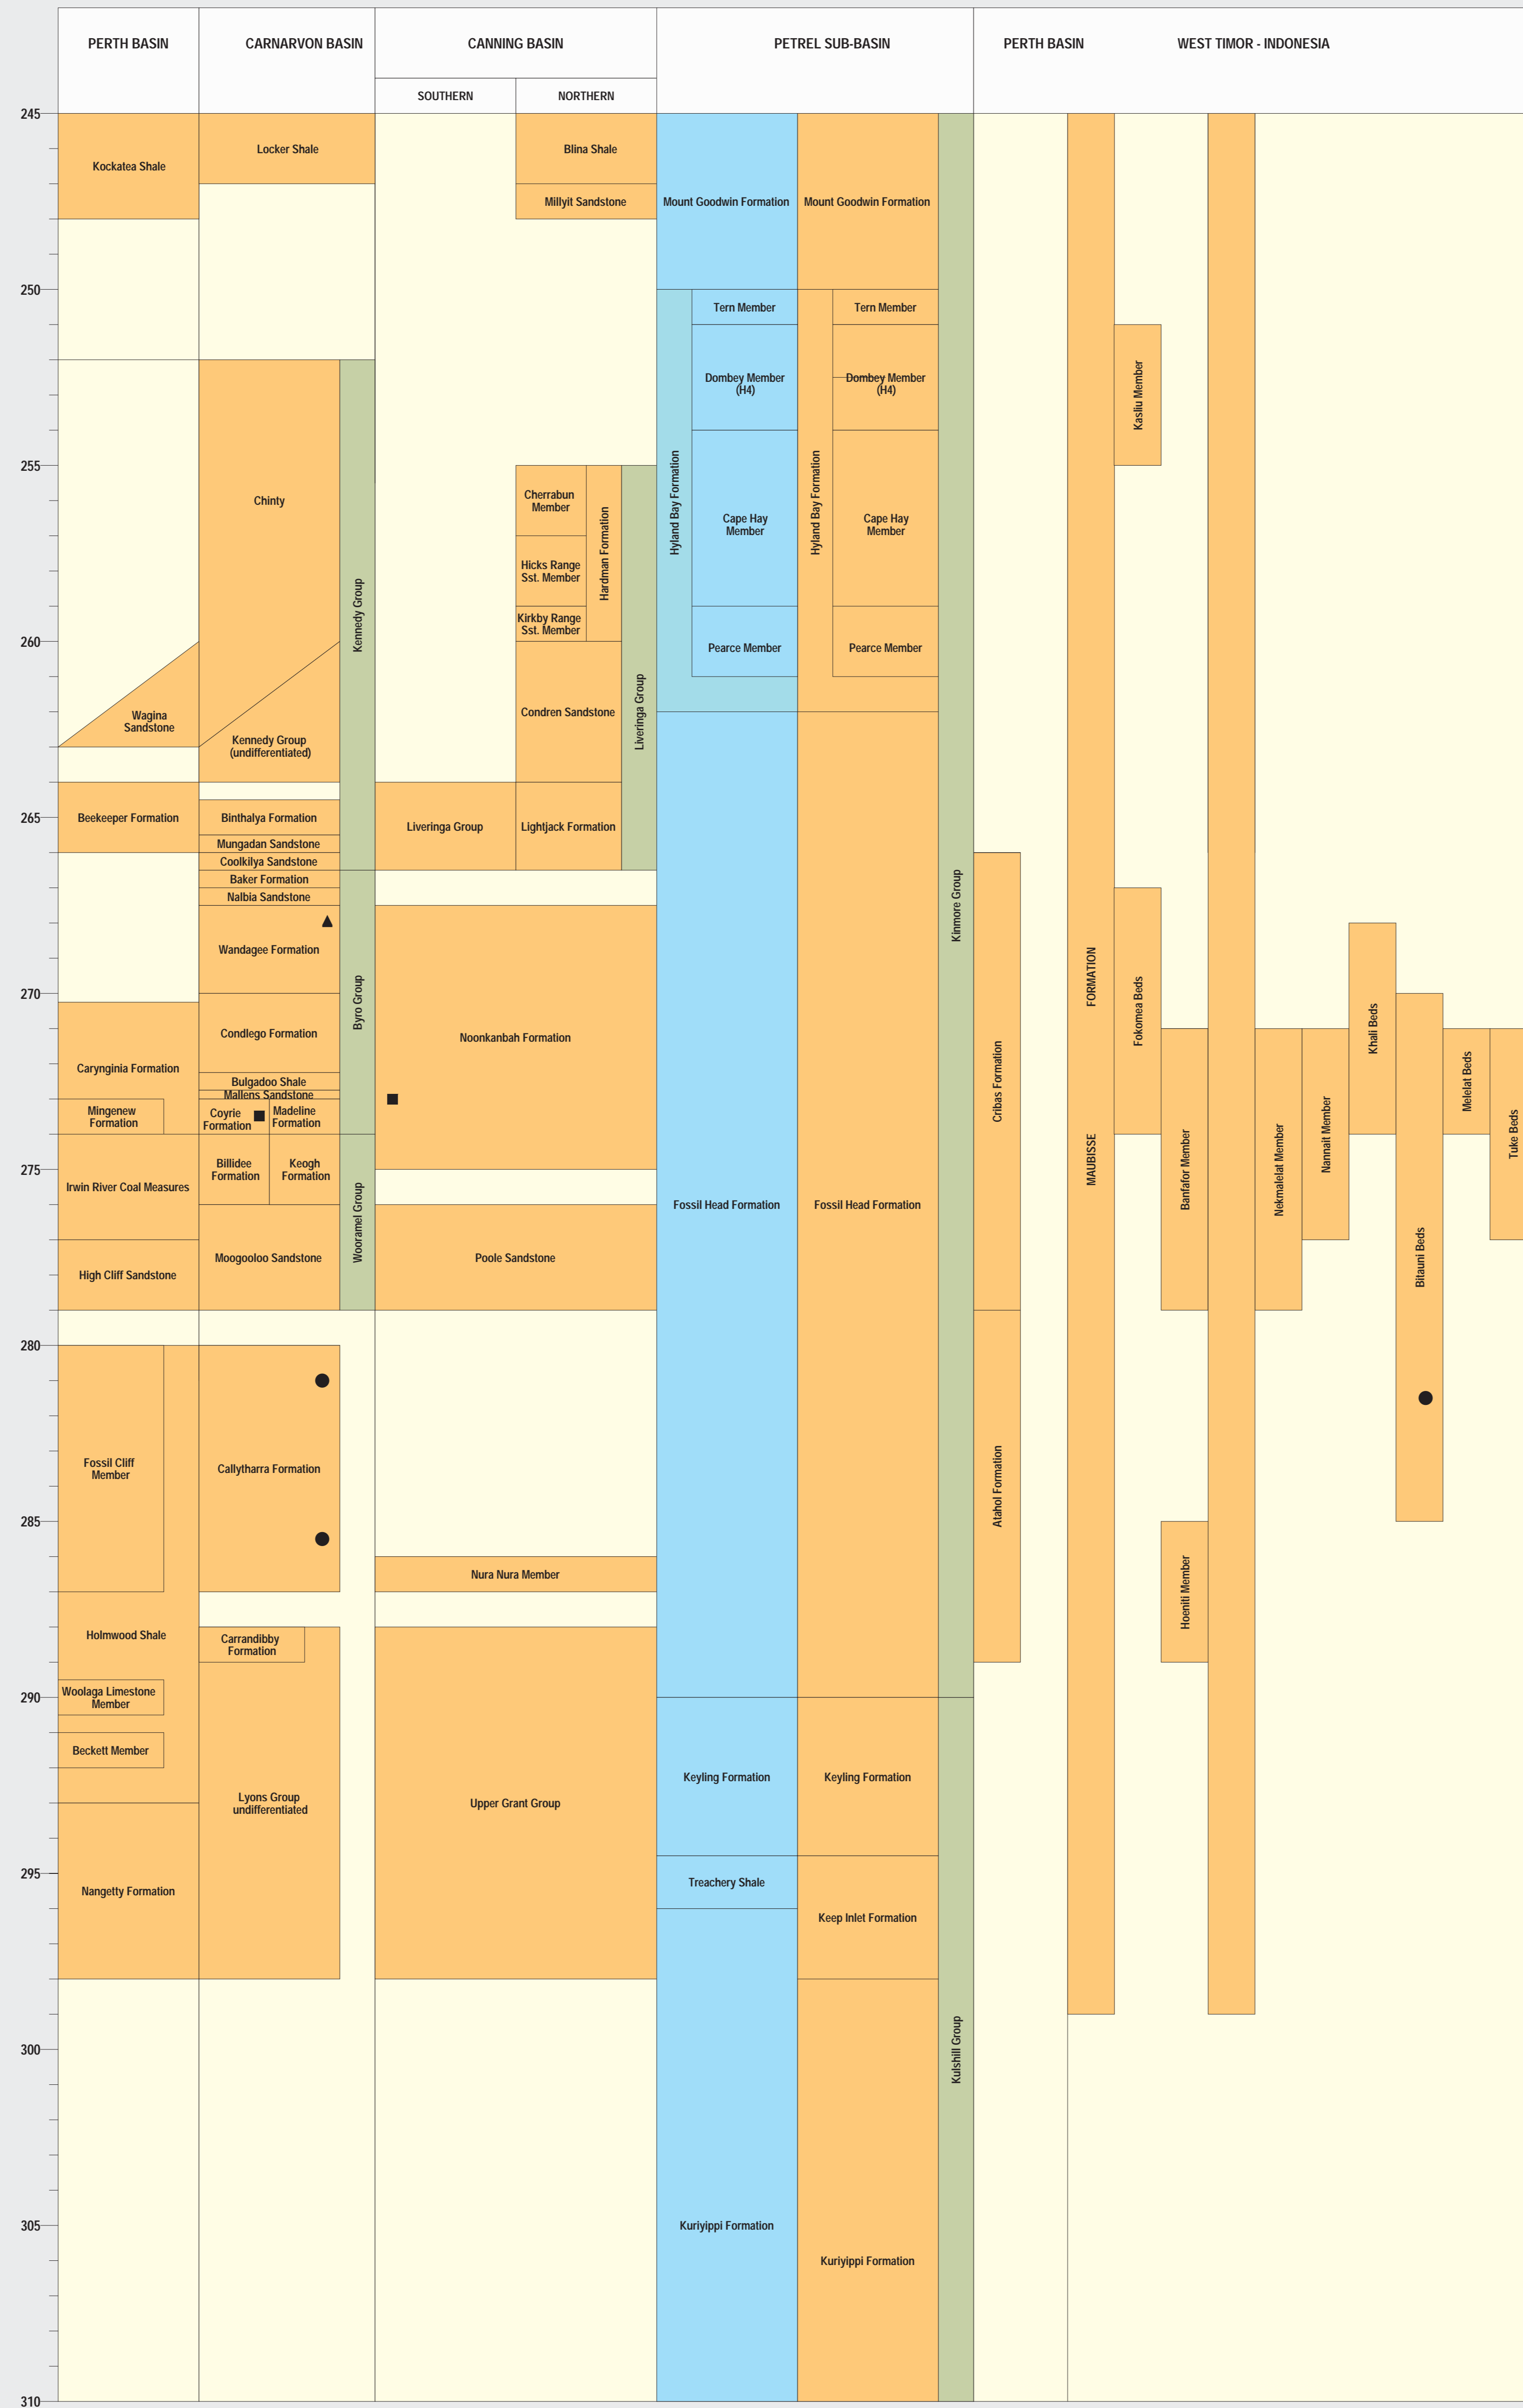 PERTH BASIN
CARNARVON BASIN
CANNING BASIN
PETREL SUB-BASIN
PERTH BASIN
WEST TIMOR - INDONESIA
SOUTHERN
NORTHERN
245
250
255
260
265
270
275
280
285
290
295
300
305
310
Kockatea Shale
Wagina
Sandstone
Beekeeper Formation
Carynginia Formation
Mingenew
Formation
Irwin River Coal Measures
High Cliff Sandstone
Fossil Cliff
Member
Holmwood Shale
Woolaga Limestone
Member
Beckett Member
Nangetty Formation
Locker Shale
Chinty
Kennedy Group
(undifferentiated)
Kennedy Group
Binthalya Formation
Mungadan Sandstone
Coolkilya Sandstone
Baker Formation
Nalbia Sandstone
Wandagee Formation
Byro Group
Condlego Formation
Bulgadoo Shale
Mallens Sandstone
Coyrie
Formation
Madeline
Formation
Billidee
Formation
Keogh
Formation
Wooramel Group
Moogooloo Sandstone
Callytharra Formation
Carrandibby
Formation
Lyons Group
undifferentiated
Blina Shale
Millyit Sandstone
Cherrabun
Member
Hicks Range
Sst. Member
Kirkby Range
Sst. Member
Hardman Formation
Condren Sandstone
Liveringa Group
Liveringa Group
Lightjack Formation
Noonkanbah Formation
Poole Sandstone
Nura Nura Member
Upper Grant Group
Mount Goodwin Formation
Tern Member
Dombey Member
(H4)
Hyland Bay Formation
Cape Hay
Member
Pearce Member
Fossil Head Formation
Keyling Formation
Treachery Shale
Kuriyippi Formation
Mount Goodwin Formation
Tern Member
Dombey Member
(H4)
Hyland Bay Formation
Cape Hay
Member
Pearce Member
Fossil Head Formation
Keyling Formation
Keep Inlet Formation
Kuriyippi Formation
Kinmore Group
Kulshill Group
Cribas Formation
Atahol Formation
MAUBISSE FORMATION
Kasliu Member
Fokomea Beds
Banfafor Member
Hoeniti Member
Nekmalelat Member
Nannait Member
Khali Beds
Bitauni Beds
Melelat Beds
Tuke Beds